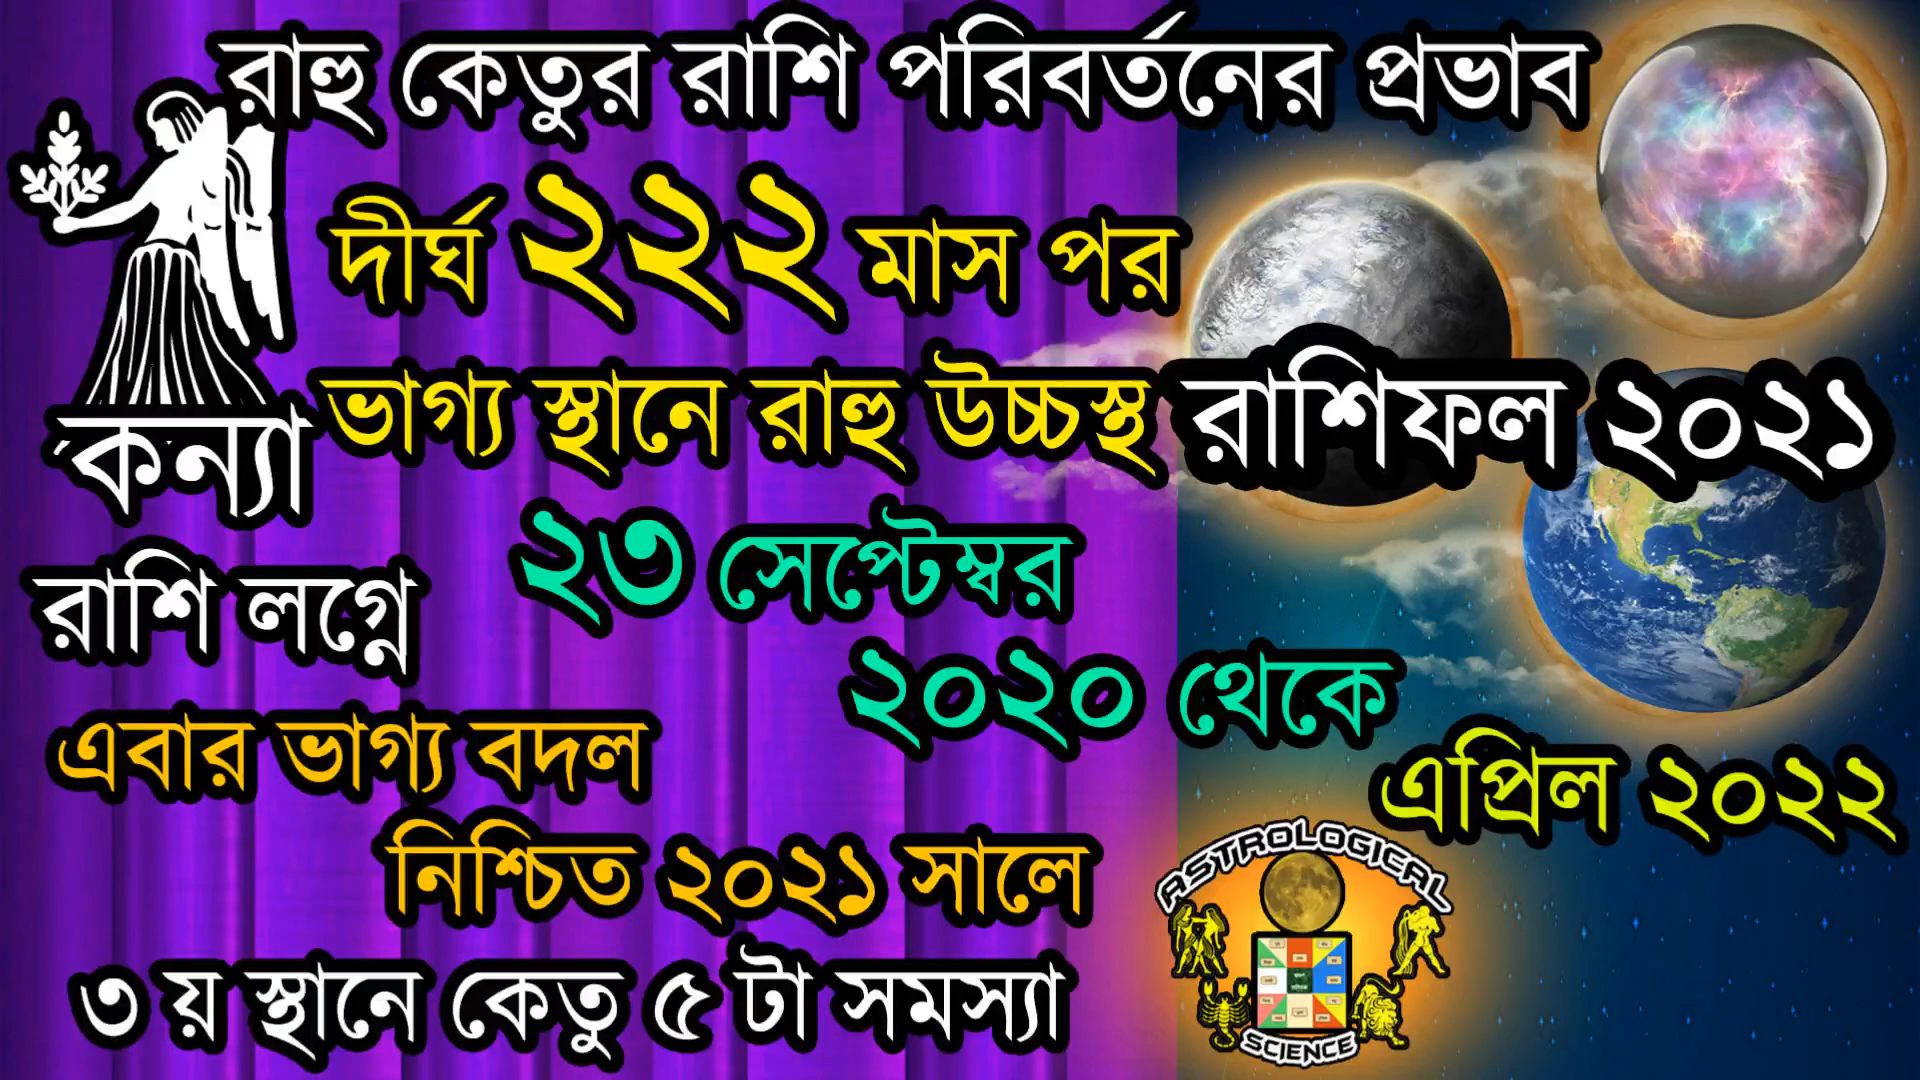 রাহু কেতুর রাশি পরিবর্তনের প্রভাব
দীর্ঘ ২২২ মাস পর
ভাগ্য স্থানে রাহু উচ্চস্থ রাশিফল ২০২১
কন্যা
রাশি লগ্নে
২৩ সেপ্টেম্বর
২০২০ থেকে
এপ্রিল ২০২২
এবার ভাগ্য বদল
নিশ্চিত ২০২১ সালে
৩ য় স্থানে কেতু ৫ টা সমস্যা
ASTROLOGICAL
SCIENCE